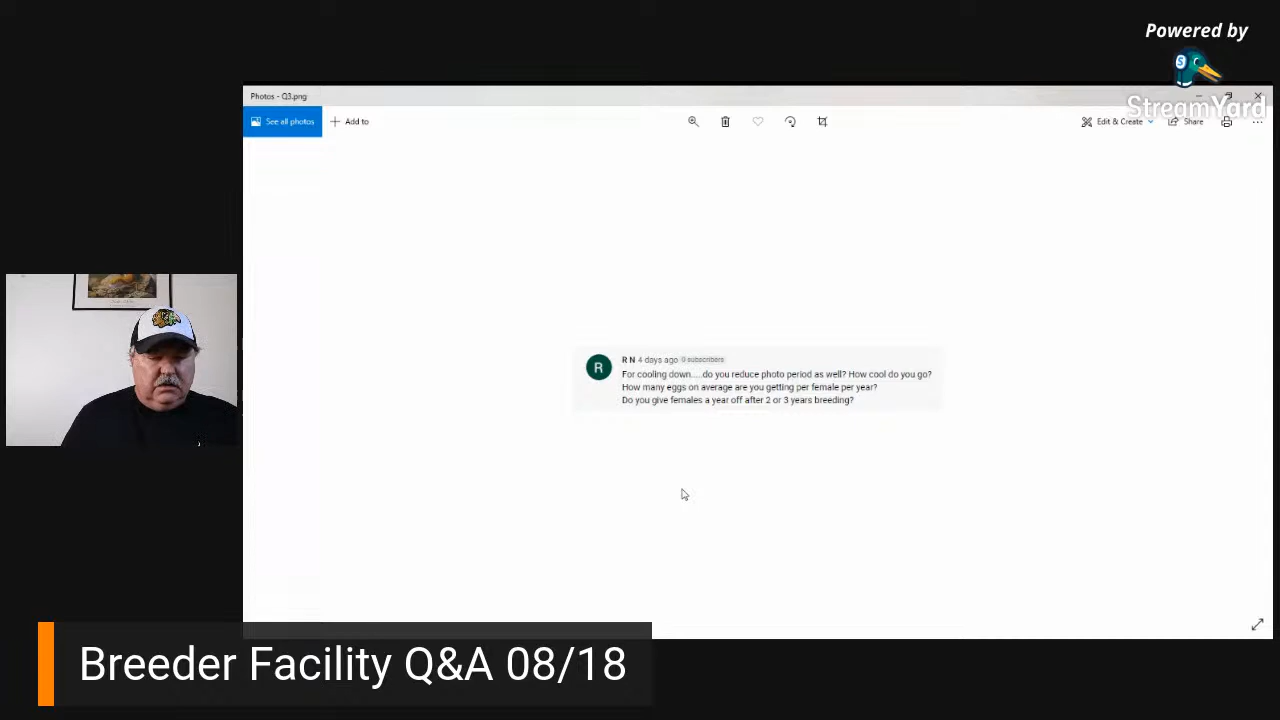 Powered by
StreamYard
Photos - Q3.png
See all photos
Add to
Edit & Create
Share
R
R N 4 days ago 0 subscribers
For cooling down.....do you reduce photo period as well? How cool do you go?
How many eggs on average are you getting per female per year?
Do you give females a year off after 2 or 3 years breeding?
Breeder Facility Q&A 08/18